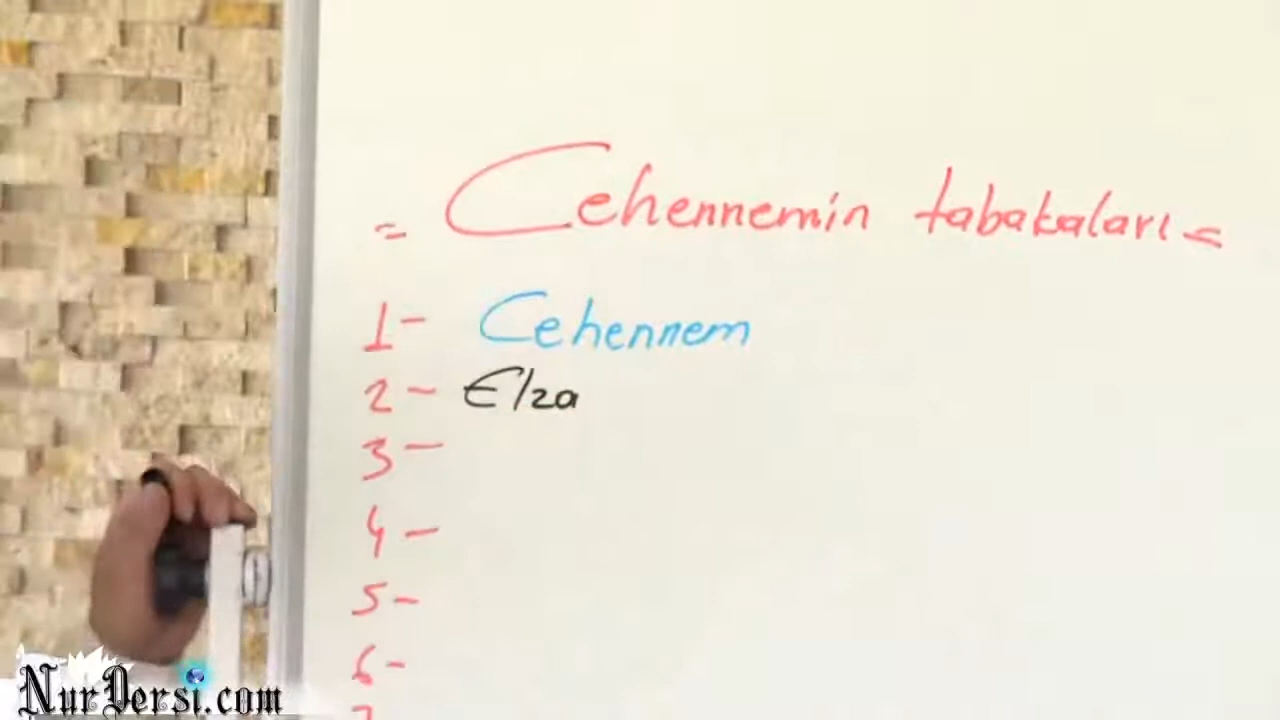 = Cehennemin tabakaları =
1- Cehennem
2- Elza
3-
4-
5-
6-
NurDersi.com